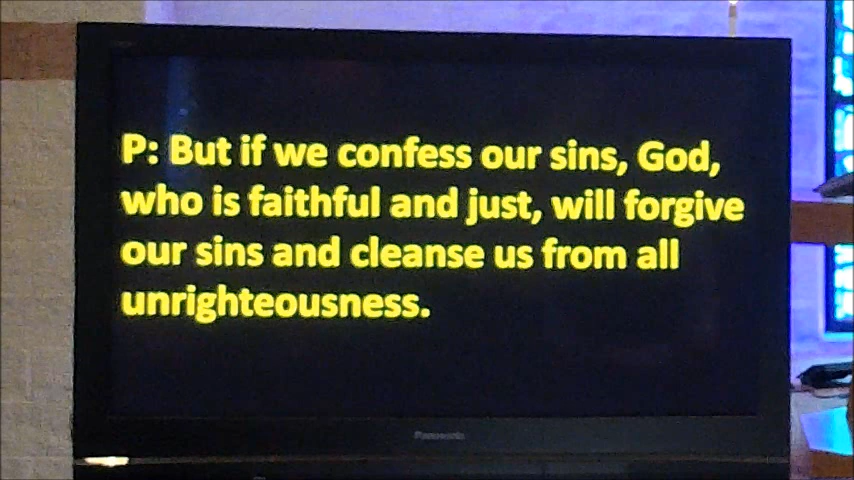 P: But if we confess our sins, God,
who is faithful and just, will forgive
our sins and cleanse us from all
unrighteousness.
Panasonic